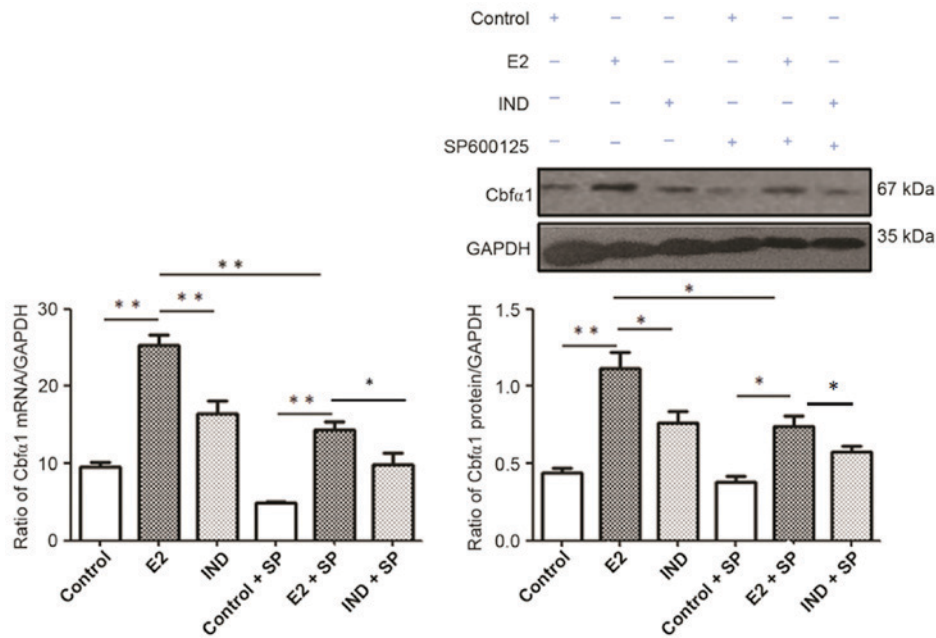 Control + − − + − −
E2 − + − − + −
IND − − + − − +
SP600125 − − − + + +
Cbfα1 67 kDa
GAPDH 35 kDa
Ratio of Cbfα1 mRNA/GAPDH
30
20
10
0
* *
* *
* *
* *
*
Control
E2
IND
Control + SP
E2 + SP
IND + SP
Ratio of Cbfα1 protein/GAPDH
1.5
1.0
0.5
0.0
*
* *
*
*
*
Control
E2
IND
Control + SP
E2 + SP
IND + SP